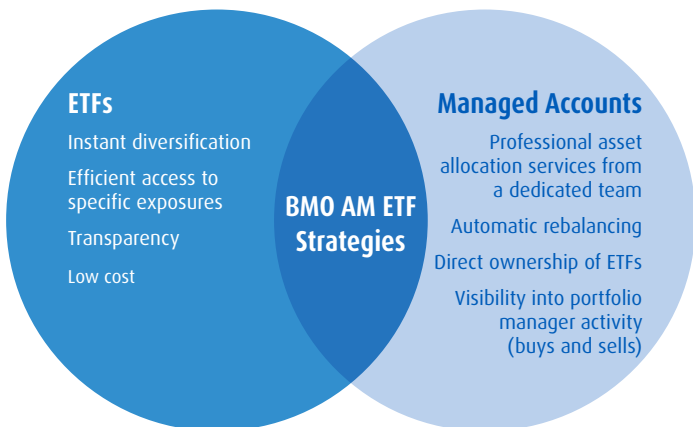 ETFs
Instant diversification
Efficient access to
specific exposures
Transparency
Low cost
BMO AM ETF
Strategies
Managed Accounts
Professional asset
allocation services from
a dedicated team
Automatic rebalancing
Direct ownership of ETFs
Visibility into portfolio
manager activity
(buys and sells)